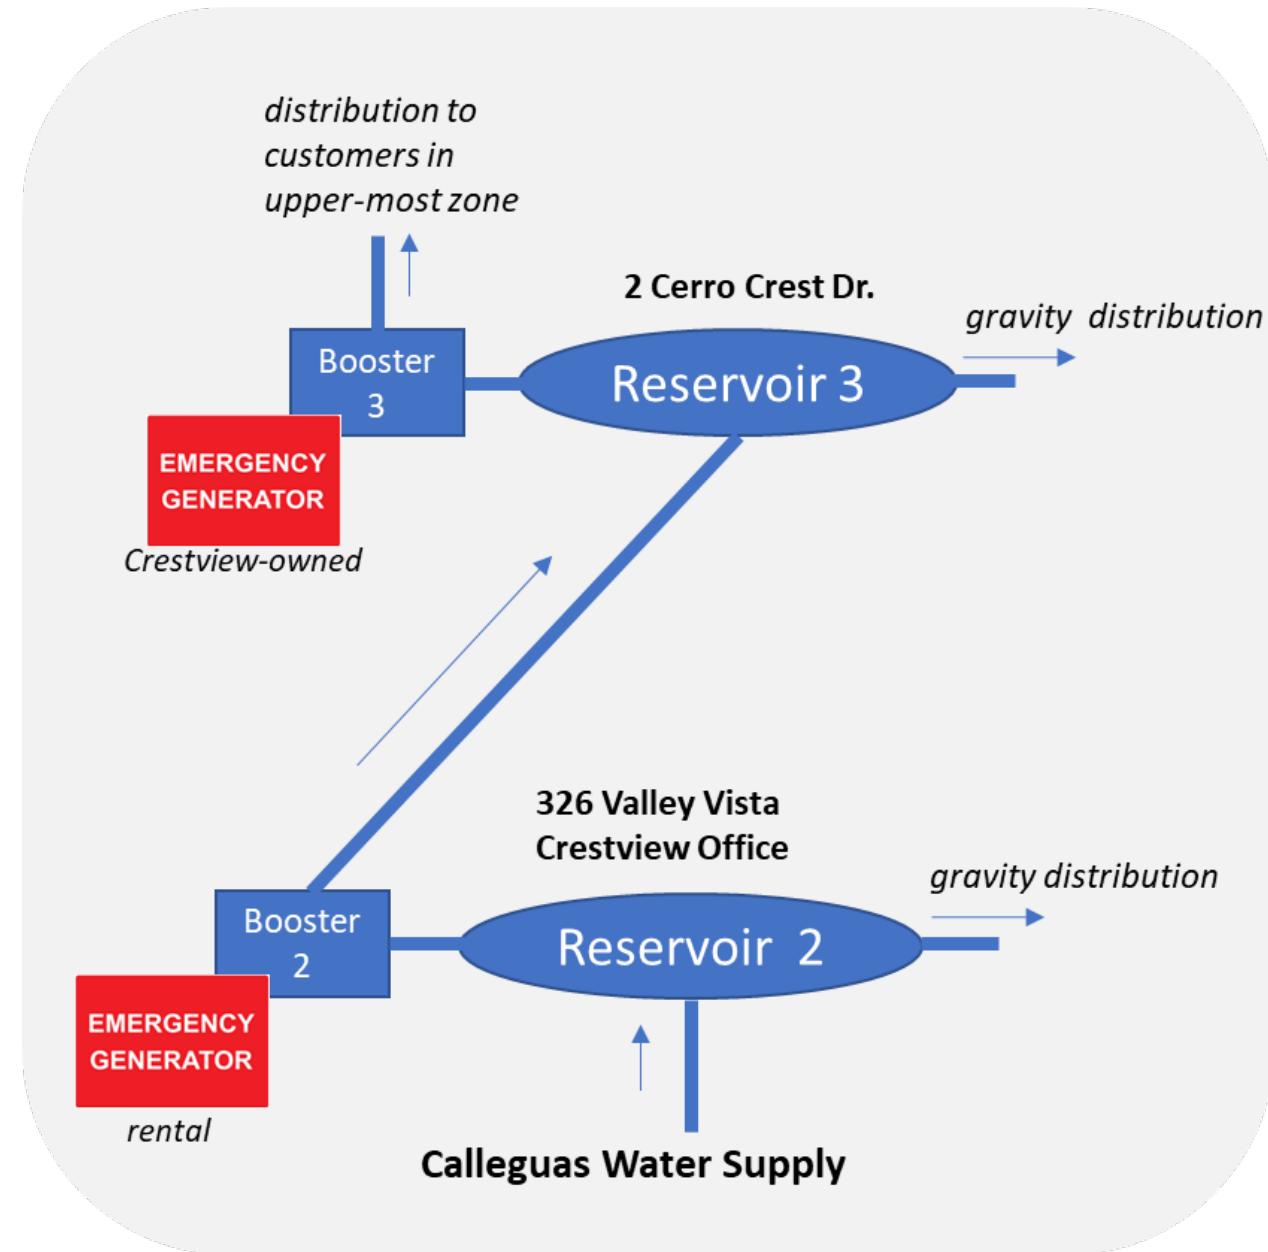 distribution to
customers in
upper-most zone
2 Cerro Crest Dr.
gravity distribution
Booster
3
Reservoir 3
EMERGENCY
GENERATOR
Crestview-owned
326 Valley Vista
Crestview Office
gravity distribution
Booster
2
Reservoir 2
EMERGENCY
GENERATOR
rental
Calleguas Water Supply